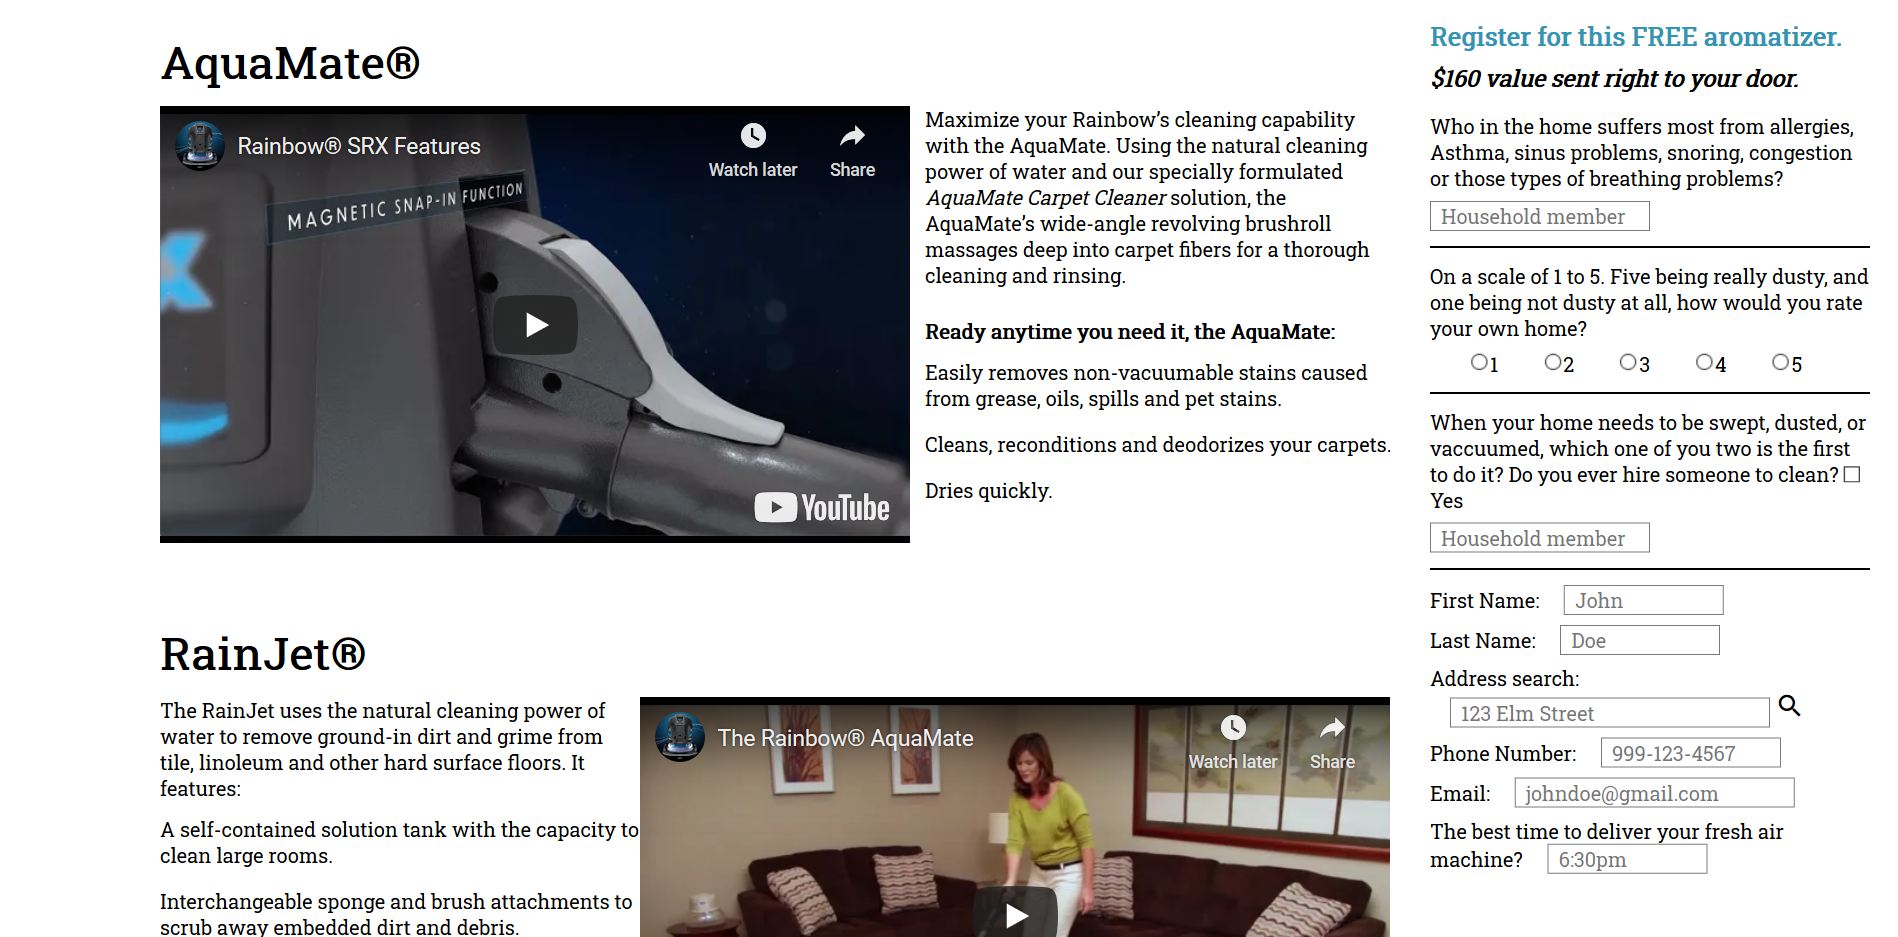 AquaMate®
Rainbow® SRX Features
Watch later
Share
MAGNETIC SNAP-IN FUNCTION
X
YouTube
Maximize your Rainbow’s cleaning capability
with the AquaMate. Using the natural cleaning
power of water and our specially formulated
AquaMate Carpet Cleaner solution, the
AquaMate’s wide-angle revolving brushroll
massages deep into carpet fibers for a thorough
cleaning and rinsing.
Ready anytime you need it, the AquaMate:
Easily removes non-vacuumable stains caused
from grease, oils, spills and pet stains.
Cleans, reconditions and deodorizes your carpets.
Dries quickly.
RainJet®
The RainJet uses the natural cleaning power of
water to remove ground-in dirt and grime from
tile, linoleum and other hard surface floors. It
features:
A self-contained solution tank with the capacity to
clean large rooms.
Interchangeable sponge and brush attachments to
scrub away embedded dirt and debris.
The Rainbow® AquaMate
Watch later
Share
Register for this FREE aromatizer.
$160 value sent right to your door.
Who in the home suffers most from allergies,
Asthma, sinus problems, snoring, congestion
or those types of breathing problems?
Household member
On a scale of 1 to 5. Five being really dusty, and
one being not dusty at all, how would you rate
your own home?
1 2 3 4 5
When your home needs to be swept, dusted, or
vaccuumed, which one of you two is the first
to do it? Do you ever hire someone to clean?
Yes
Household member
First Name: John
Last Name: Doe
Address search:
123 Elm Street
Phone Number: 999-123-4567
Email: johndoe@gmail.com
The best time to deliver your fresh air
machine? 6:30pm